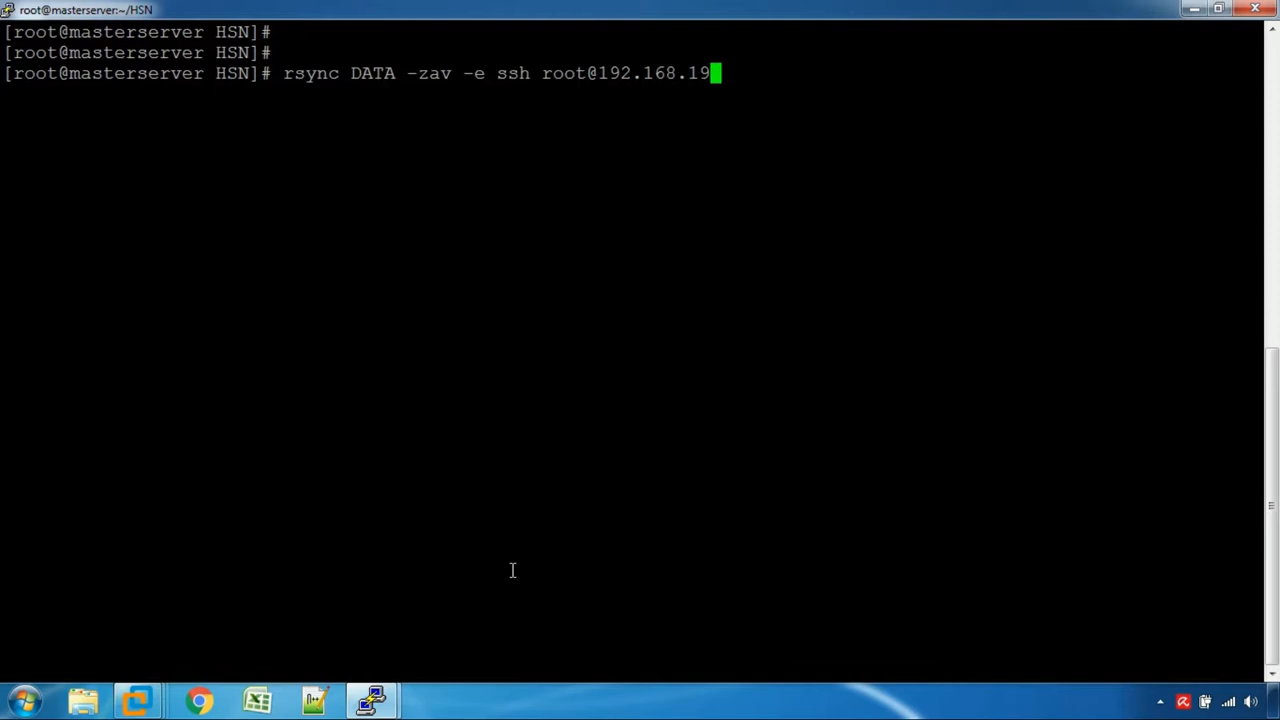 root@masterserver:~/HSN
[root@masterserver HSN]#
[root@masterserver HSN]#
[root@masterserver HSN]# rsync DATA -zav -e ssh root@192.168.19